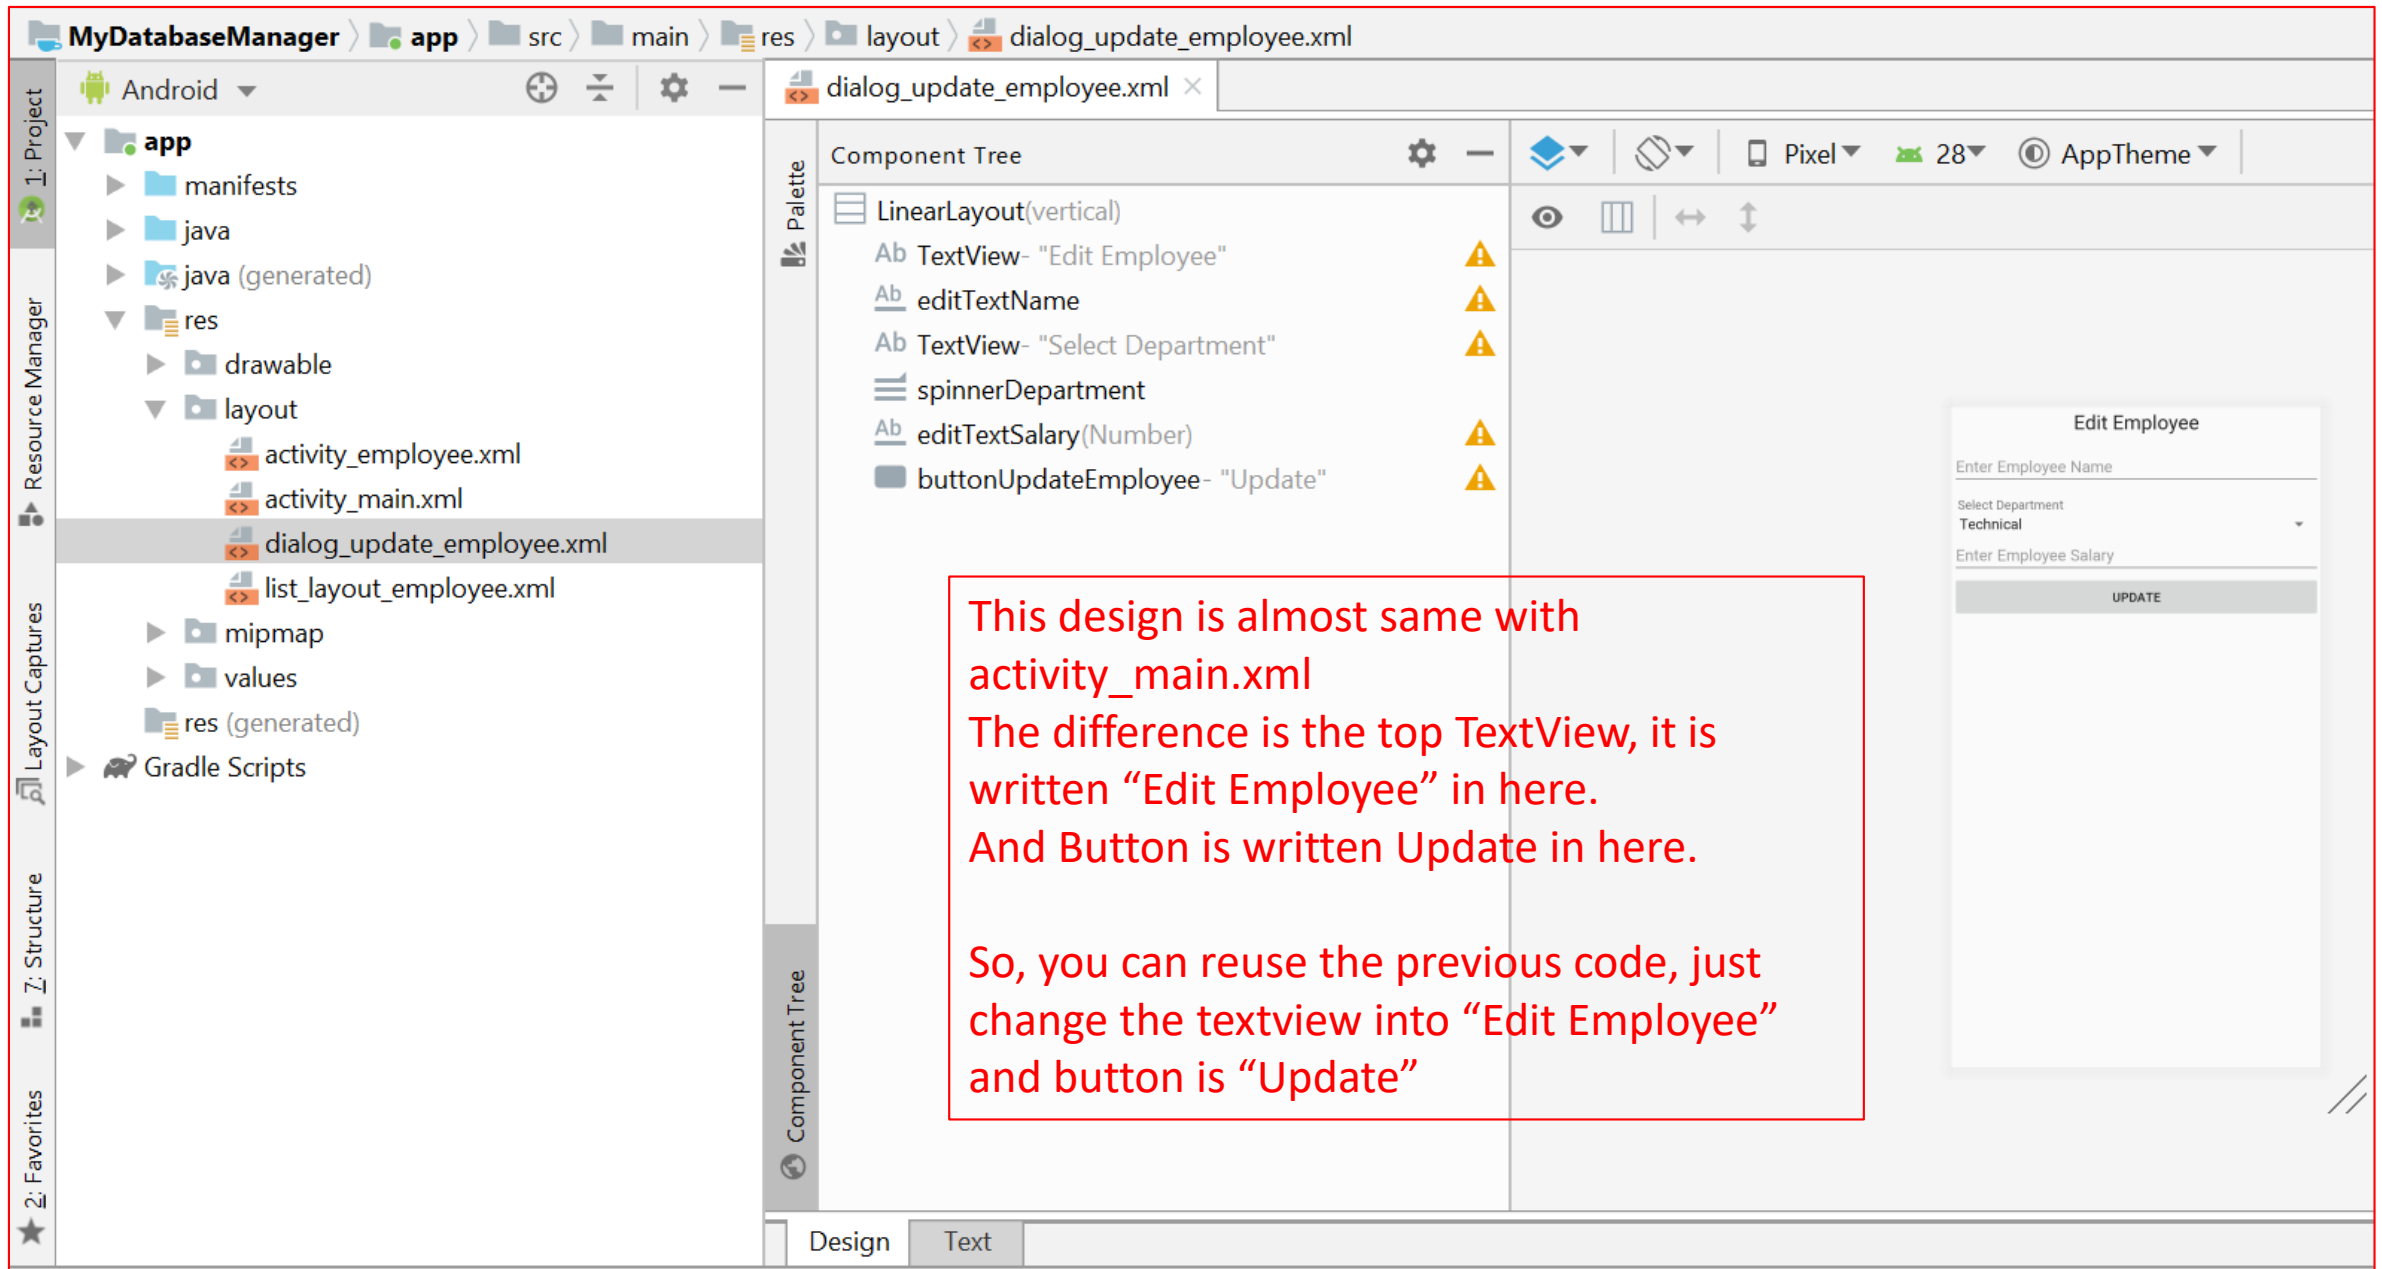 MyDatabaseManager app src main res layout dialog_update_employee.xml
1: Project
Resource Manager
Layout Captures
7: Structure
2: Favorites
Android
app
manifests
java
java (generated)
res
drawable
layout
activity_employee.xml
activity_main.xml
dialog_update_employee.xml
list_layout_employee.xml
mipmap
values
res (generated)
Gradle Scripts
dialog_update_employee.xml
Palette
Component Tree
Component Tree
LinearLayout(vertical)
Ab TextView- "Edit Employee"
Ab editTextName
Ab TextView- "Select Department"
spinnerDepartment
Ab editTextSalary(Number)
buttonUpdateEmployee- "Update"
Pixel 28 AppTheme
Edit Employee
Enter Employee Name
Select Department
Technical
Enter Employee Salary
UPDATE
This design is almost same with
activity_main.xml
The difference is the top TextView, it is
written “Edit Employee” in here.
And Button is written Update in here.
So, you can reuse the previous code, just
change the textview into “Edit Employee”
and button is “Update”
Design Text